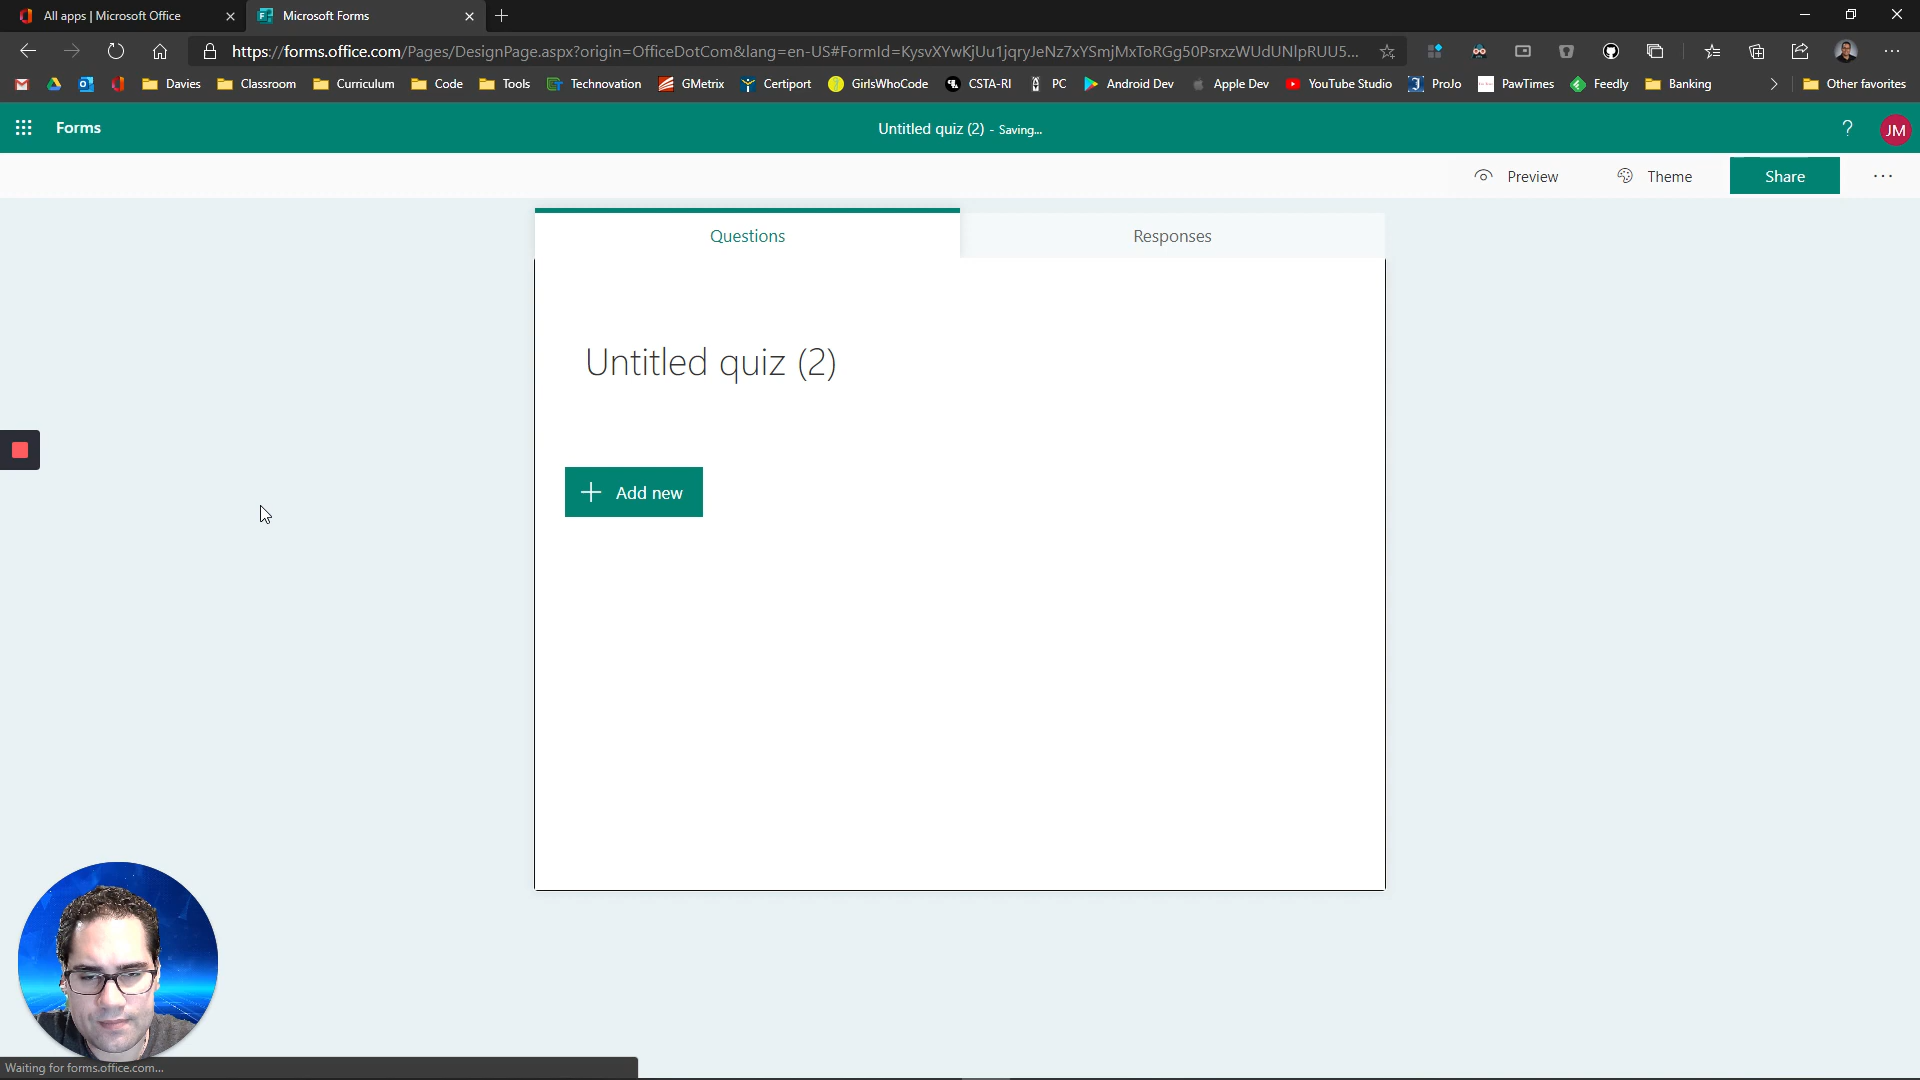 All apps | Microsoft Office
Microsoft Forms
https://forms.office.com/Pages/DesignPage.aspx?origin=OfficeDotCom&lang=en-US#FormId=KysvXYwKjUu1jqryJeNz7xYSmjMxToRGg50PsrxzWUdUNlpRUU5...
Davies
Classroom
Curriculum
Code
Tools
Technovation
GMetrix
Certiport
GirlsWhoCode
CSTA-RI
PC
Android Dev
Apple Dev
YouTube Studio
ProJo
PawTimes
Feedly
Banking
Other favorites
Forms
Untitled quiz (2) - Saving...
?
JM
Preview
Theme
Share
...
Questions
Responses
Untitled quiz (2)
+ Add new
Waiting for forms.office.com...